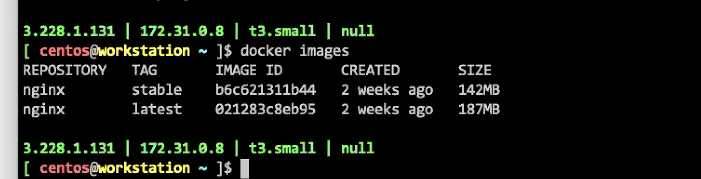 3.228.1.131 | 172.31.0.8 | t3.small | null
[ centos@workstation ~ ]$ docker images
REPOSITORY TAG IMAGE ID CREATED SIZE
nginx stable b6c621311b44 2 weeks ago 142MB
nginx latest 021283c8eb95 2 weeks ago 187MB
3.228.1.131 | 172.31.0.8 | t3.small | null
[ centos@workstation ~ ]$